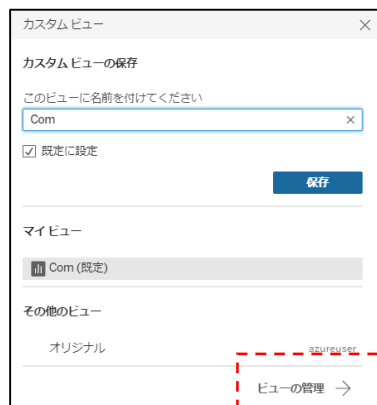 カスタム ビュー
カスタム ビューの保存
このビューに名前を付けてください
Com
既定に設定
保存
マイ ビュー
Com (既定)
その他のビュー
オリジナル azureuser
ビューの管理 →